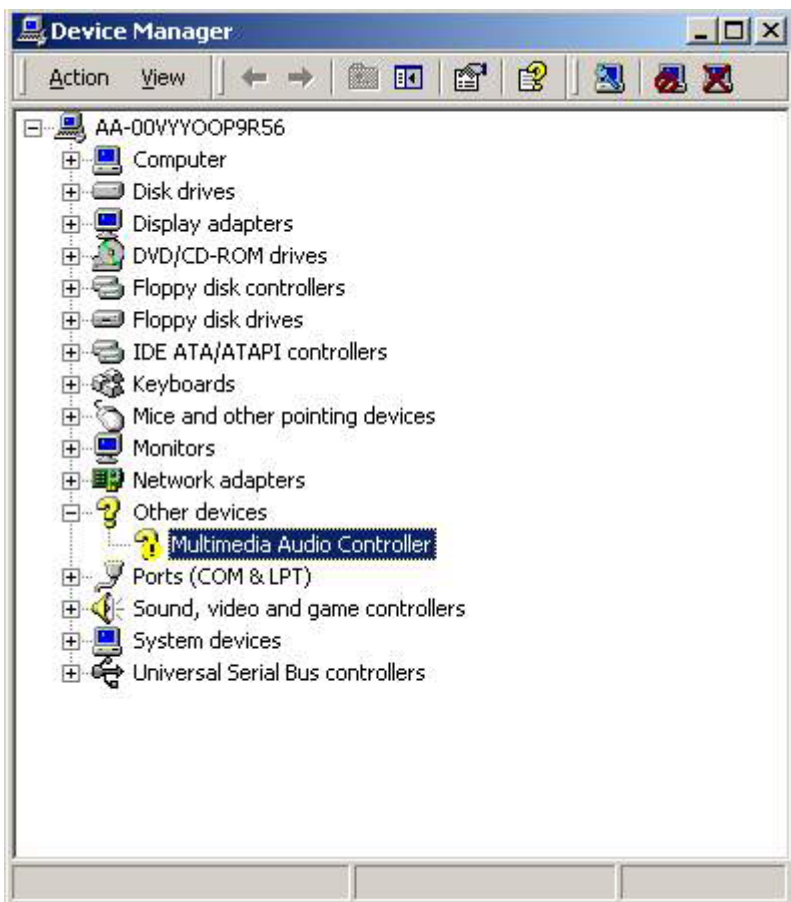 Device Manager
Action View
AA-00VYYOOP9R56
Computer
Disk drives
Display adapters
DVD/CD-ROM drives
Floppy disk controllers
Floppy disk drives
IDE ATA/ATAPI controllers
Keyboards
Mice and other pointing devices
Monitors
Network adapters
Other devices
Multimedia Audio Controller
Ports (COM & LPT)
Sound, video and game controllers
System devices
Universal Serial Bus controllers